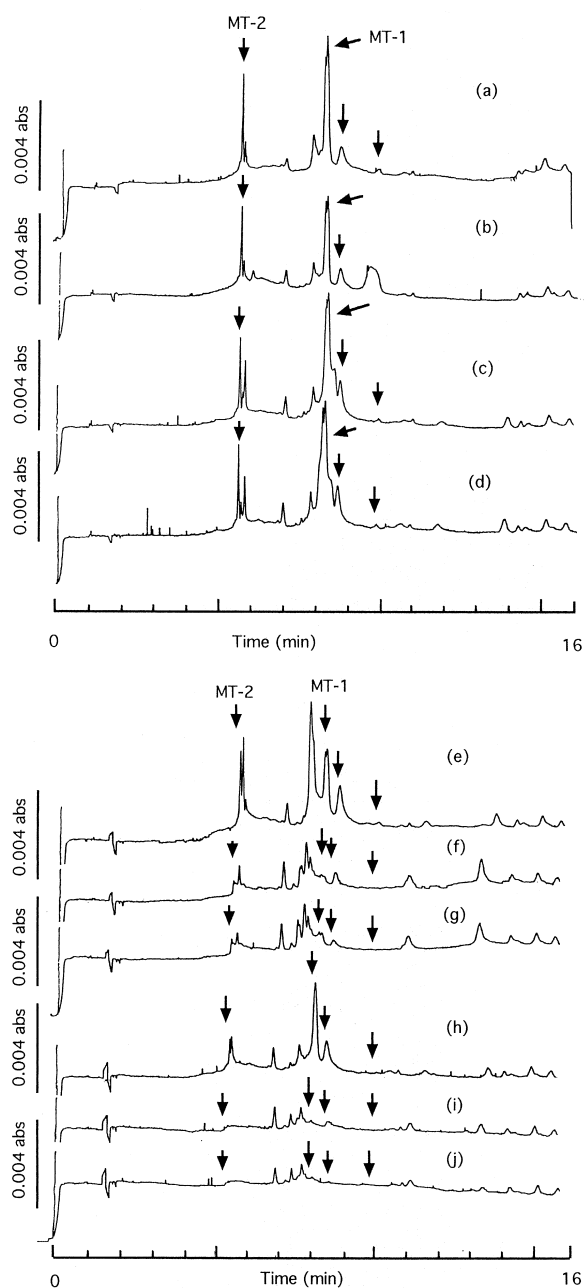 MT-2 MT-1
(a)
0.004 abs
(b)
0.004 abs
(c)
0.004 abs
(d)
0.004 abs
0 Time (min) 16
MT-2 MT-1
(e)
0.004 abs
(f)
(g)
0.004 abs
(h)
0.004 abs
(i)
(j)
0.004 abs
0 Time (min) 16